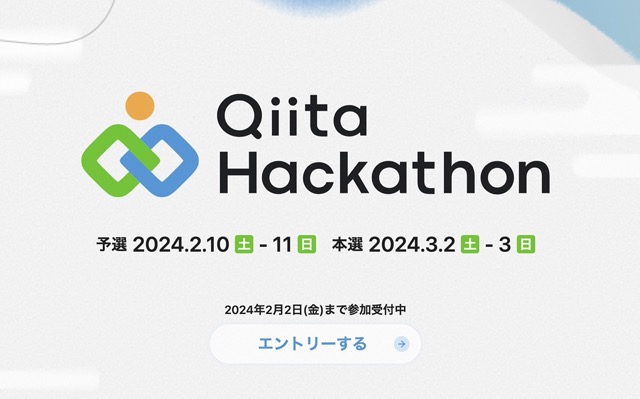 Qiita
Hackathon
予選 2024.2.10 土 - 11 日 本選 2024.3.2 土 - 3 日
2024年2月2日(金)まで参加受付中
エントリーする